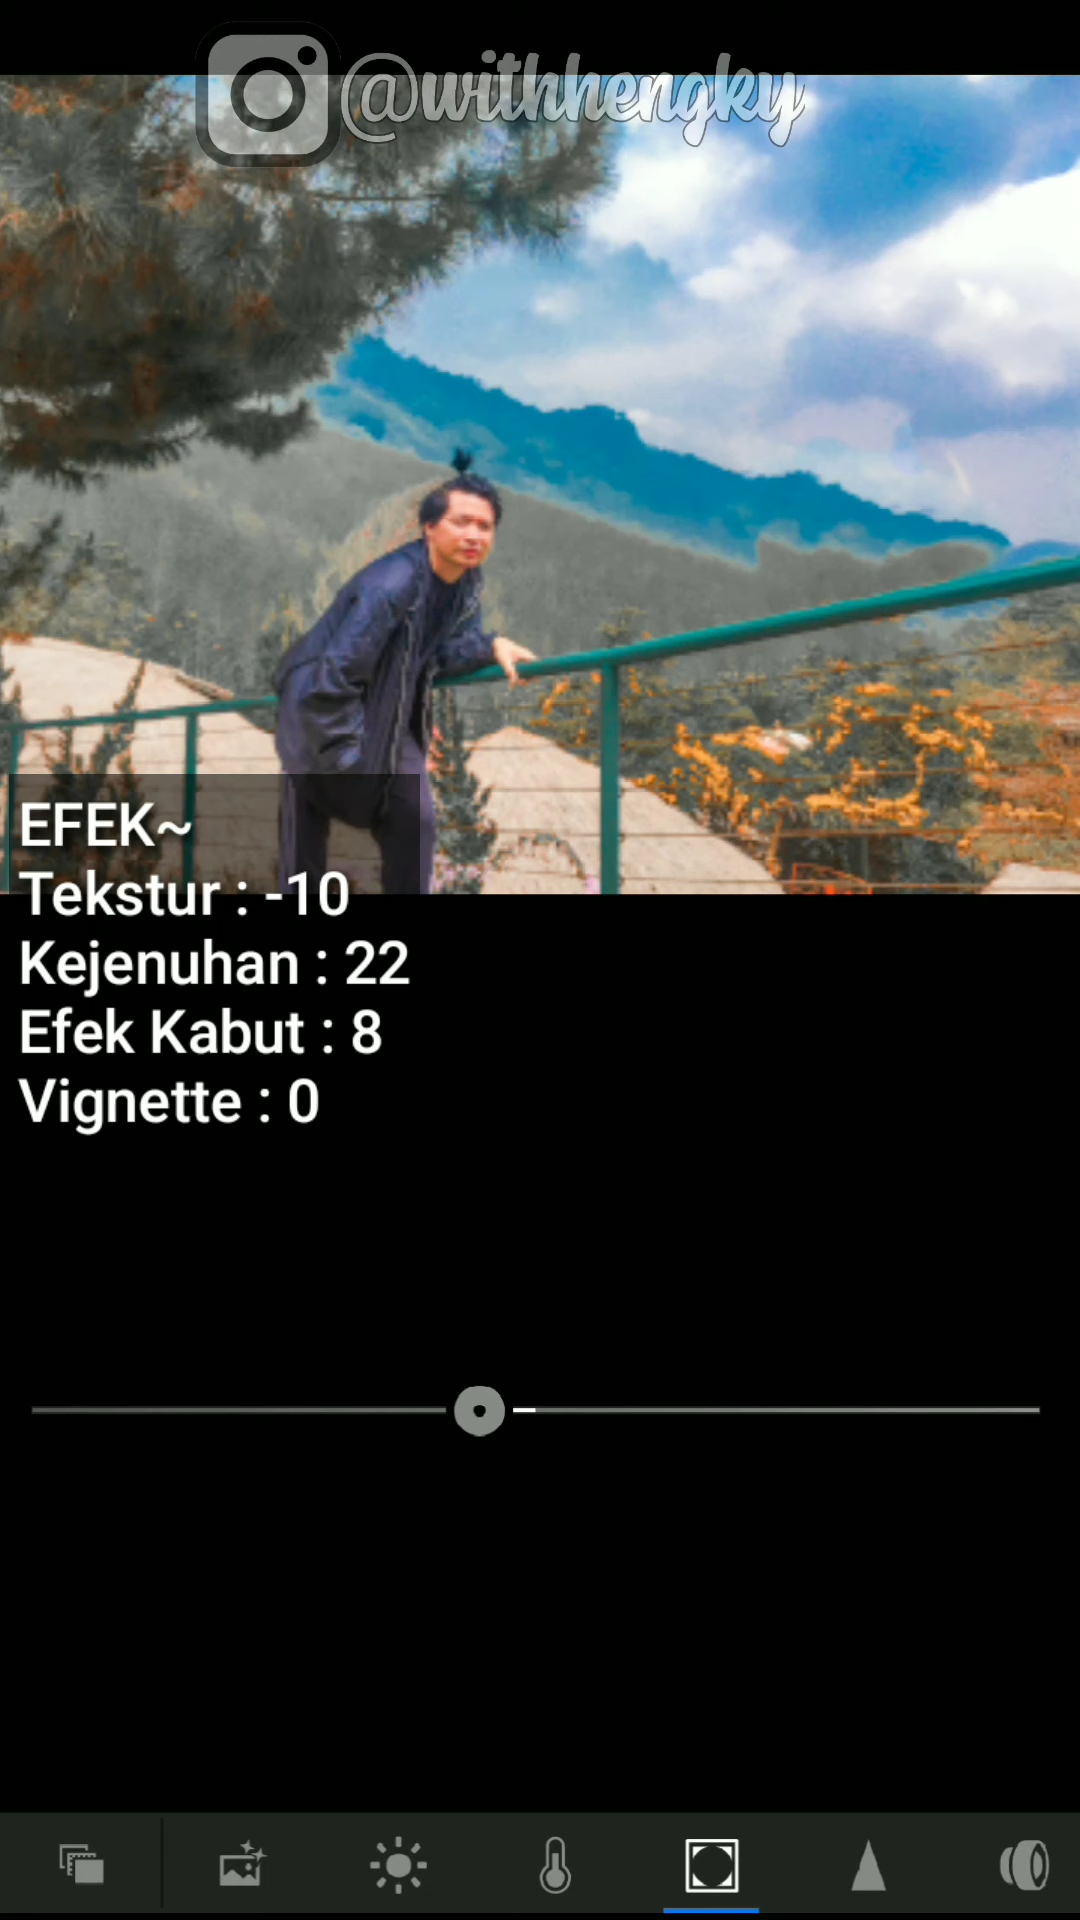 @withhengky
EFEK~
Tekstur : -10
Kejenuhan : 22
Efek Kabut : 8
Vignette : 0